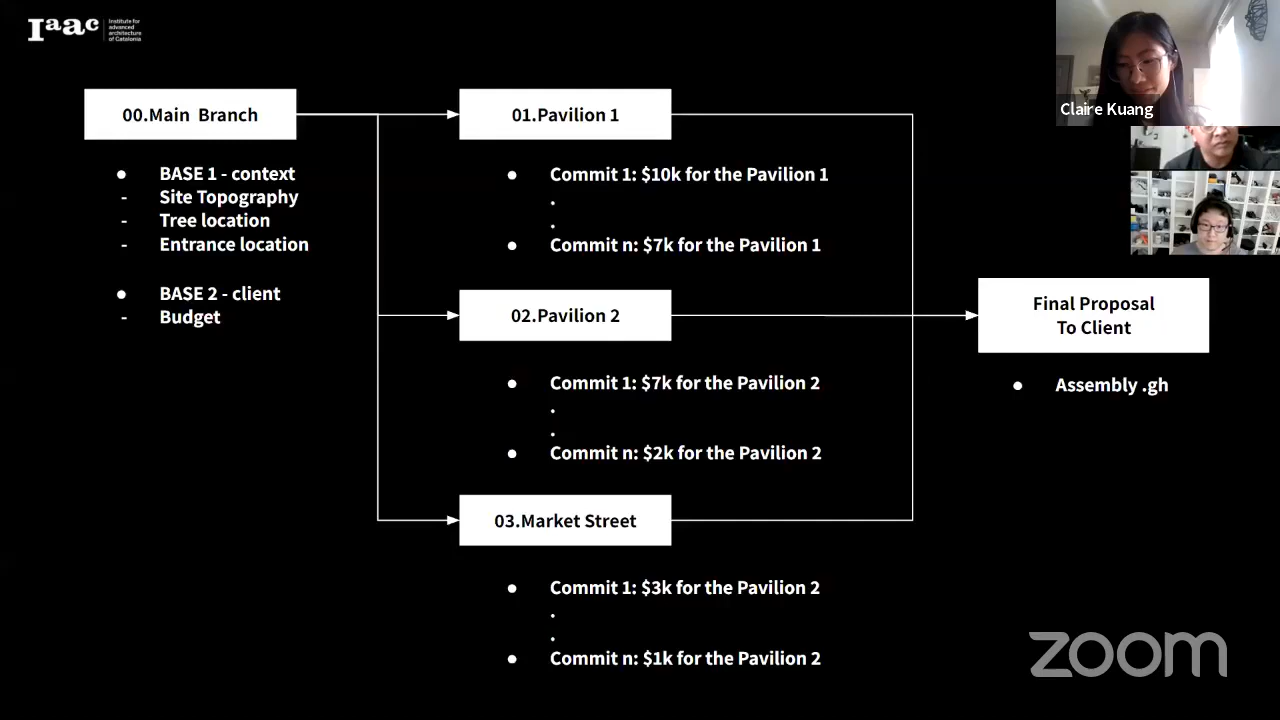 Iaac
Institute for
advanced
architecture
of Catalonia
Claire Kuang
00.Main Branch
BASE 1 - context
- Site Topography
- Tree location
- Entrance location
BASE 2 - client
- Budget
01.Pavilion 1
Commit 1: $10k for the Pavilion 1
.
.
Commit n: $7k for the Pavilion 1
02.Pavilion 2
Commit 1: $7k for the Pavilion 2
.
.
Commit n: $2k for the Pavilion 2
03.Market Street
Commit 1: $3k for the Pavilion 2
.
.
Commit n: $1k for the Pavilion 2
Final Proposal
To Client
Assembly .gh
zoom